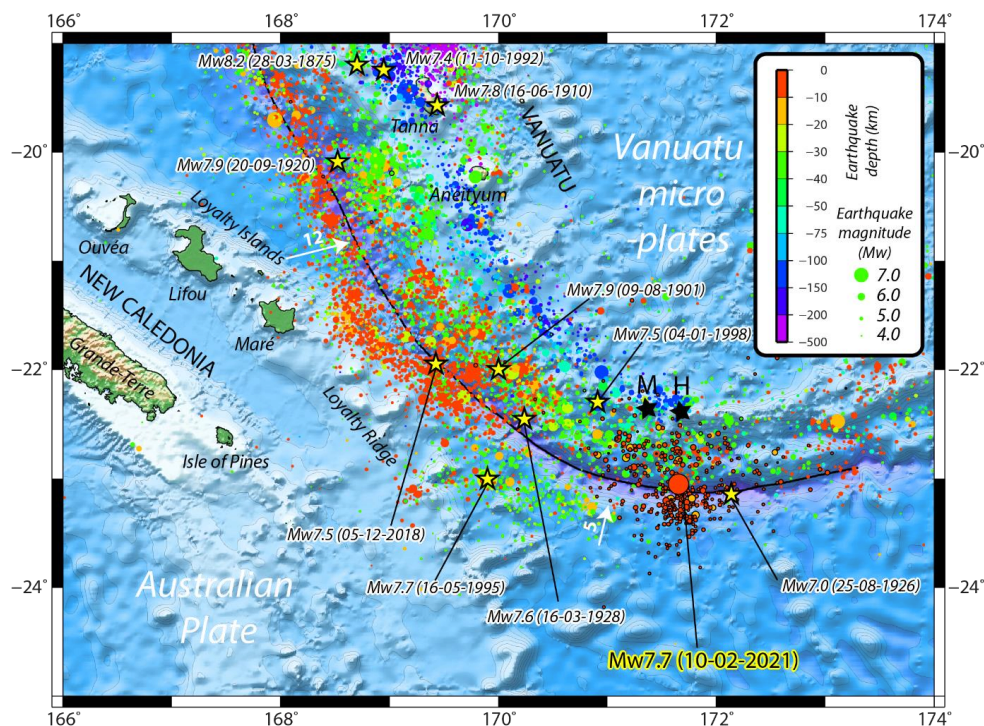 166° 168° 170° 172° 174°
Mw8.2 (28-03-1875)
Mw7.4 (11-10-1992)
Mw7.8 (16-06-1910)
Tanna
VANUATU
−20°
−20°
Mw7.9 (20-09-1920)
Aneityum
Vanuatu
micro
-plates
Loyalty Islands
12
Ouvéa
Lifou
Maré
NEW CALEDONIA
Grande-Terre
Isle of Pines
Loyalty Ridge
Mw7.9 (09-08-1901)
Mw7.5 (04-01-1998)
M H
−22°
−22°
5
Mw7.5 (05-12-2018)
Mw7.7 (16-05-1995)
Mw7.6 (16-03-1928)
Mw7.0 (25-08-1926)
Mw7.7 (10-02-2021)
Australian
Plate
−24°
−24°
166° 168° 170° 172° 174°
0
−10
−20
−30
−40
−50
−75
−100
−150
−200
−500
Earthquake
depth (km)
Earthquake
magnitude
(Mw)
7.0
6.0
5.0
4.0